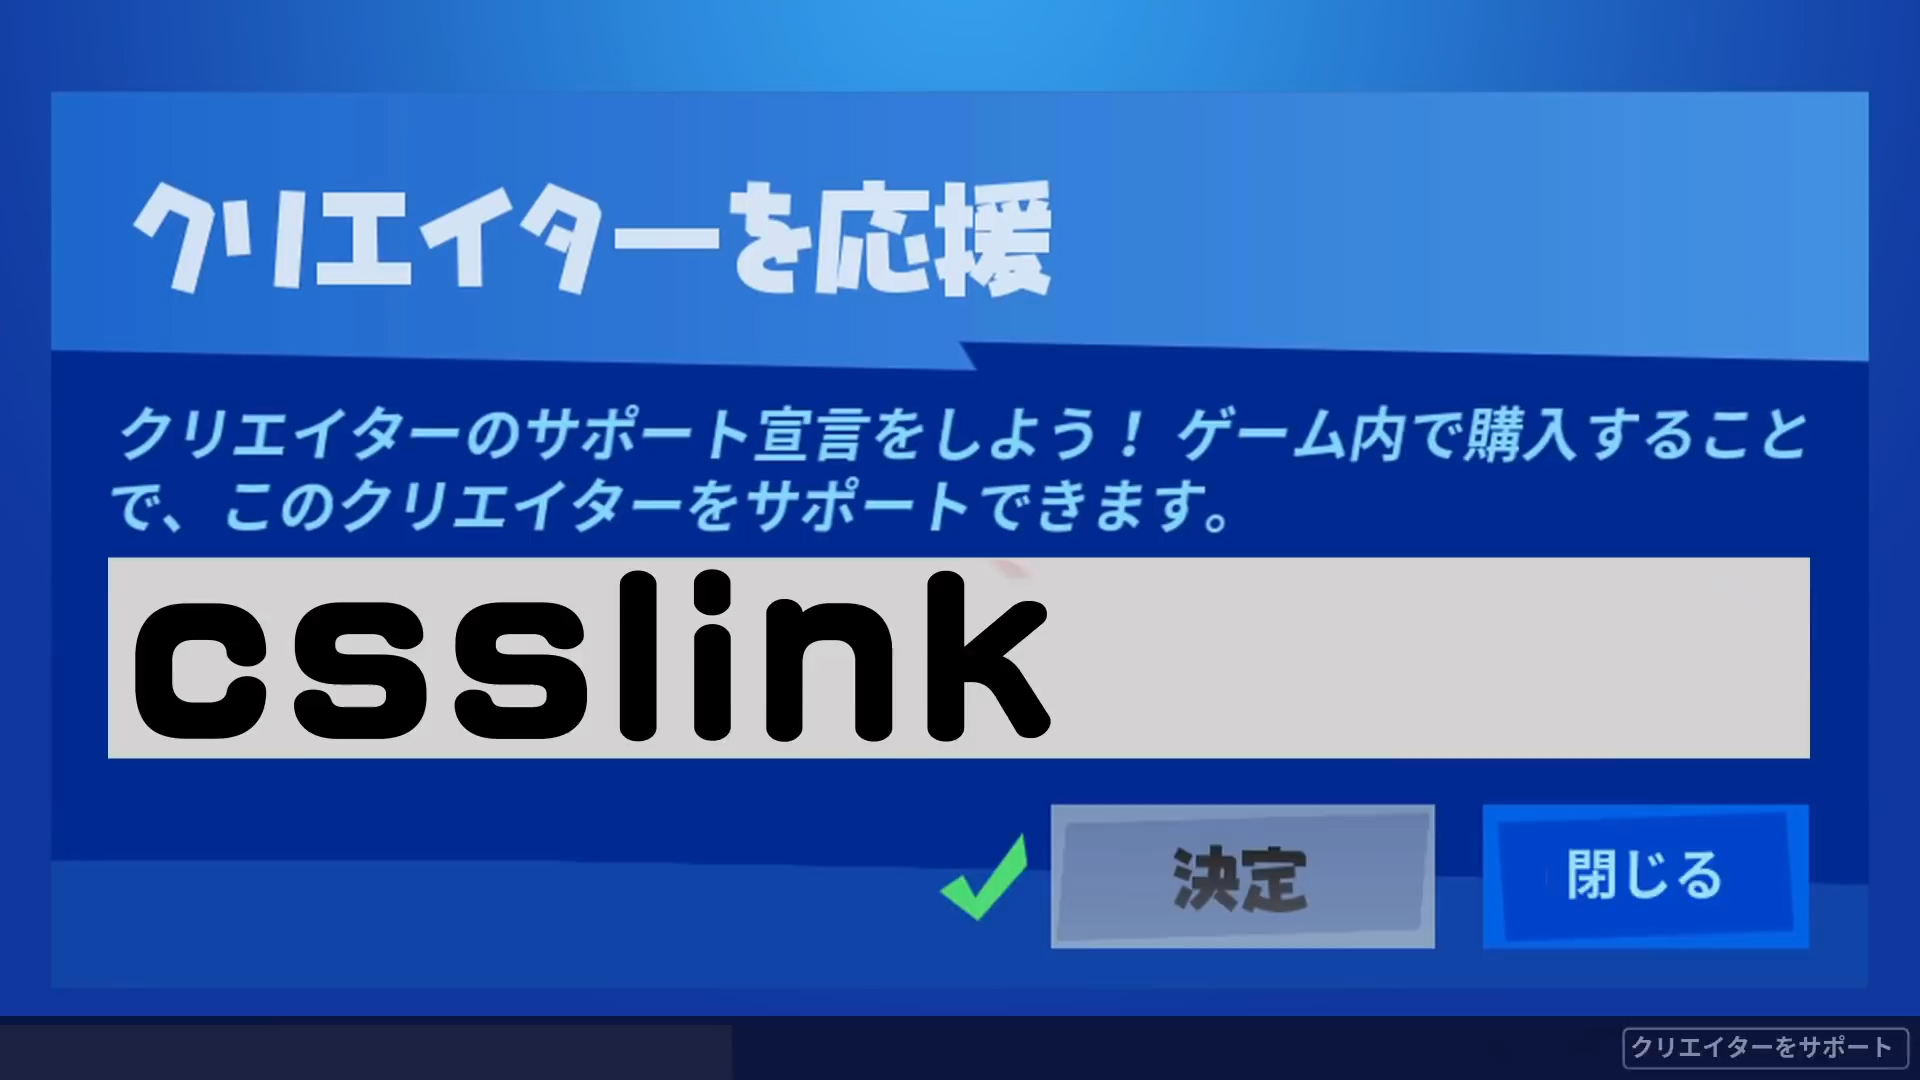 クリエイターを応援
クリエイターのサポート宣言をしよう！ ゲーム内で購入すること
で、このクリエイターをサポートできます。
csslink
決定
閉じる
クリエイターをサポート